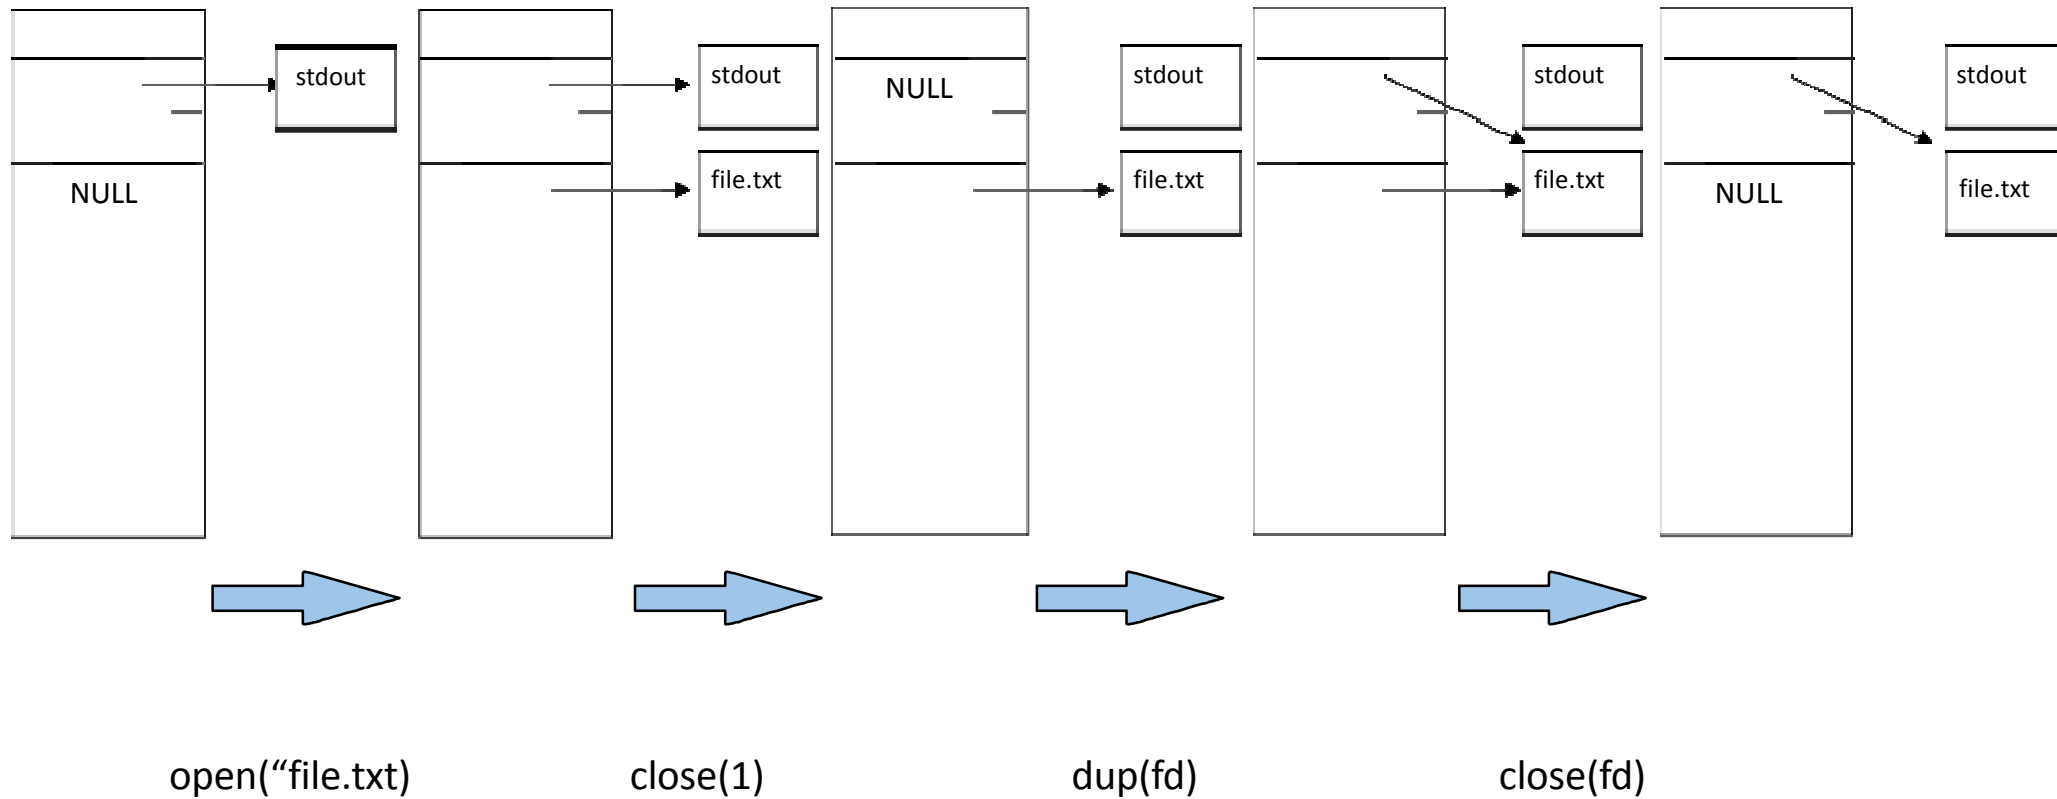 stdout
NULL
stdout
file.txt
NULL
stdout
file.txt
stdout
file.txt
stdout
NULL
file.txt
open(“file.txt)
close(1)
dup(fd)
close(fd)